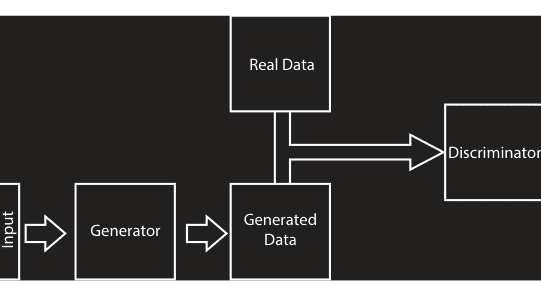 Real Data
Discriminator
Input
Generator
Generated
Data